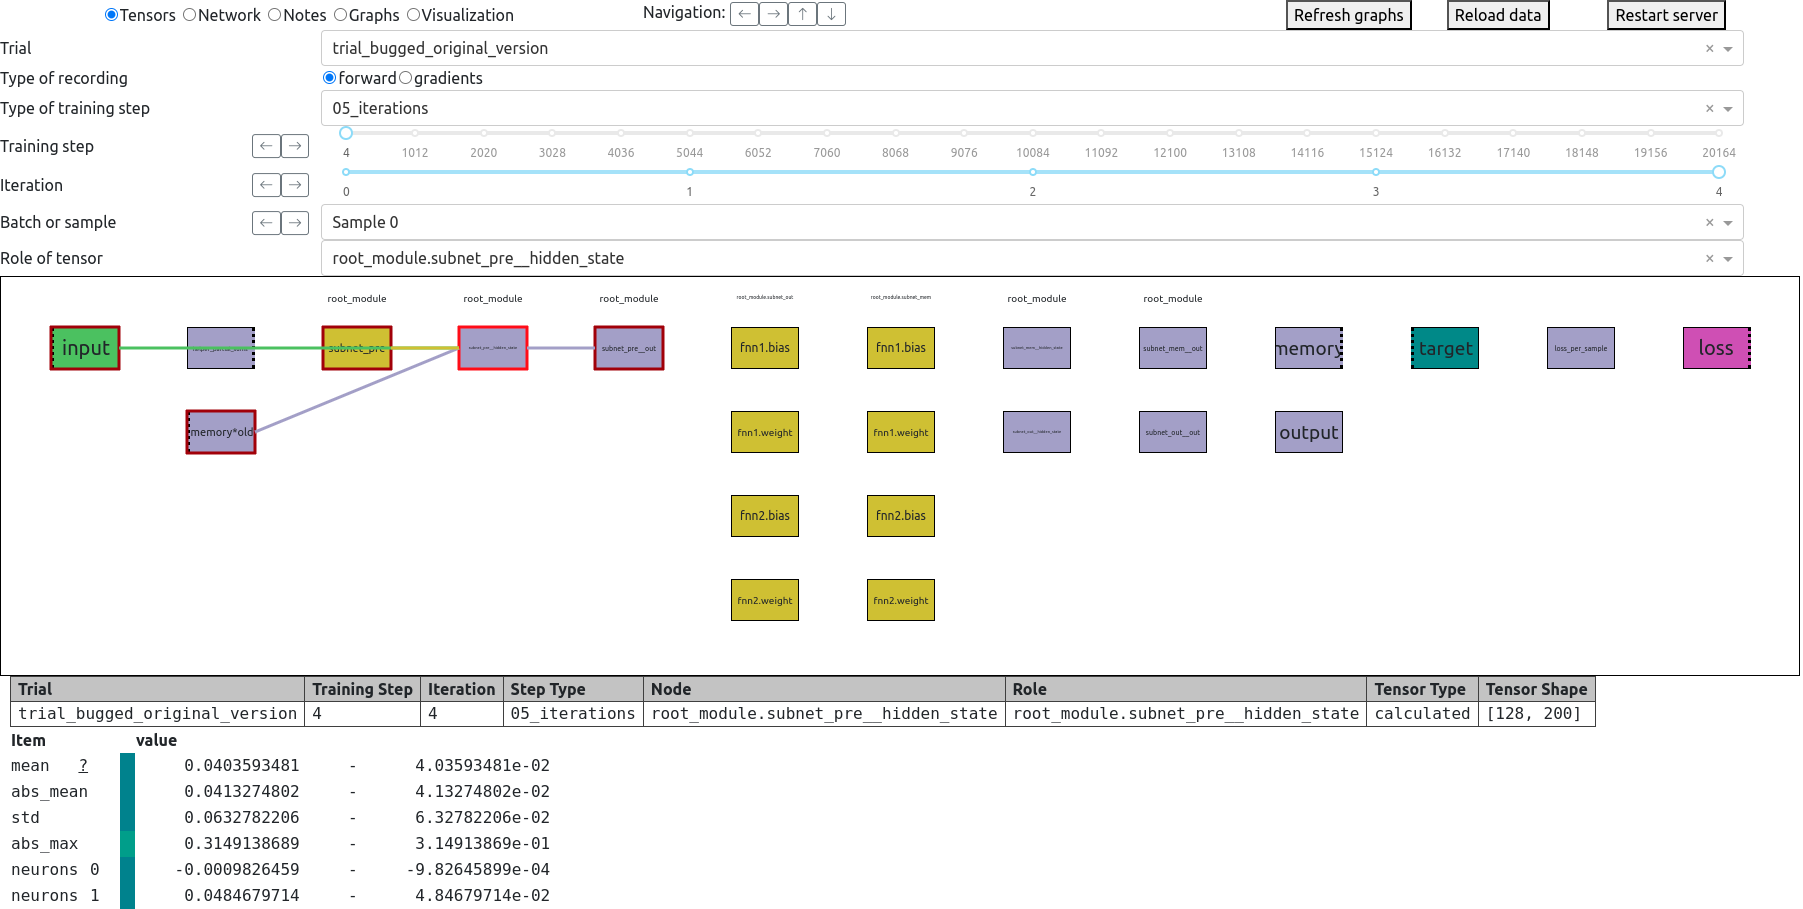 Tensors Network Notes Graphs Visualization Navigation: ← → ↑ ↓ Refresh graphs Reload data Restart server
Trial trial_bugged_original_version ×
Type of recording forward gradients
Type of training step 05_iterations ×
Training step ← → 4 1012 2020 3028 4036 5044 6052 7060 8068 9076 10084 11092 12100 13108 14116 15124 16132 17140 18148 19156 20164
Iteration ← → 0 1 2 3 4
Batch or sample ← → Sample 0 ×
Role of tensor root_module.subnet_pre__hidden_state ×
root_module root_module root_module root_module.subnet_out root_module.subnet_mem root_module root_module
input subnet_pre subnet_pre__hidden_state subnet_pre__out fnn1.bias fnn1.bias subnet_mem__hidden_state subnet_mem__out memory target loss_per_sample loss
memory*old fnn1.weight fnn1.weight subnet_out__hidden_state subnet_out__out output
fnn2.bias fnn2.bias
fnn2.weight fnn2.weight
Trial Training Step Iteration Step Type Node Role Tensor Type Tensor Shape
trial_bugged_original_version 4 4 05_iterations root_module.subnet_pre__hidden_state root_module.subnet_pre__hidden_state calculated [128, 200]
Item value
mean ? 0.0403593481 - 4.03593481e-02
abs_mean 0.0413274802 - 4.13274802e-02
std 0.0632782206 - 6.32782206e-02
abs_max 0.3149138689 - 3.14913869e-01
neurons 0 -0.0009826459 - -9.82645899e-04
neurons 1 0.0484679714 - 4.84679714e-02